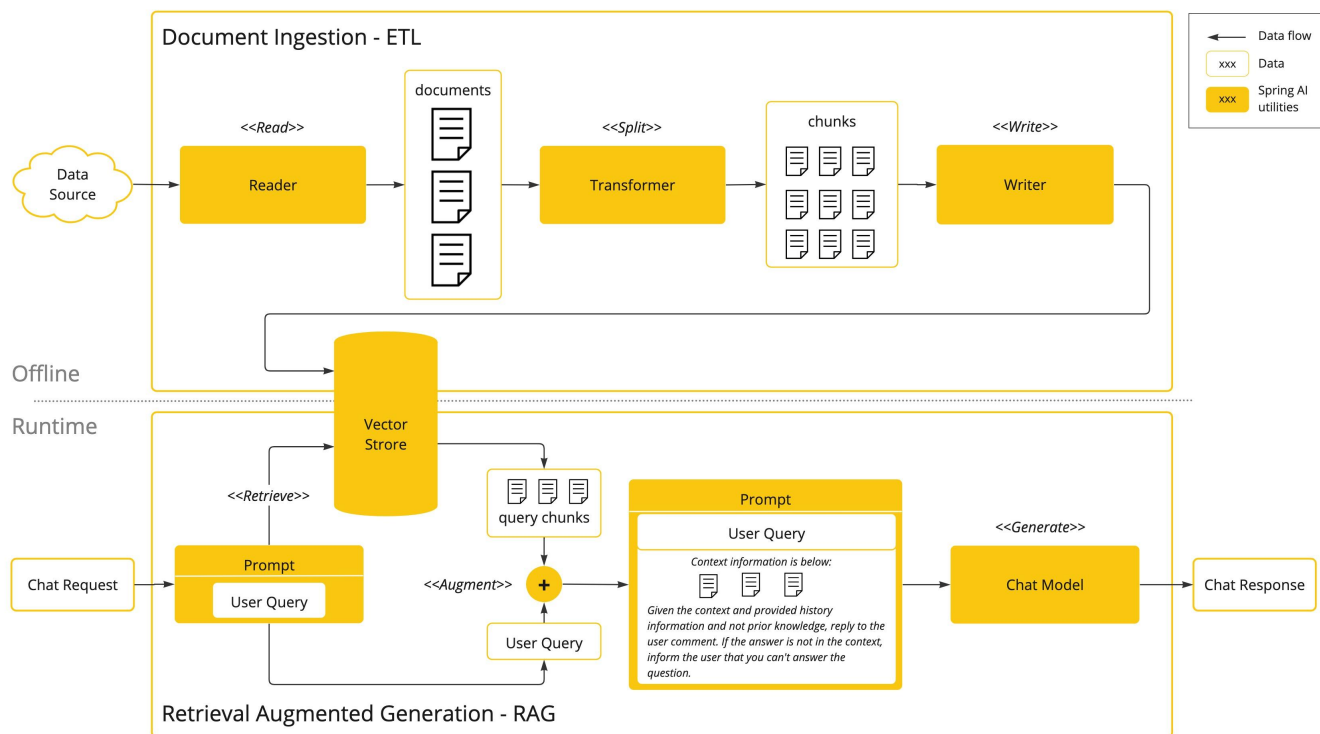 Document Ingestion - ETL
Data flow
xxx
Data
xxx
Spring AI
utilities
documents
chunks
<<Read>>
<<Split>>
<<Write>>
Data
Source
Reader
Transformer
Writer
Offline
Runtime
Vector
Strore
<<Retrieve>>
query chunks
Prompt
User Query
Context information is below:
Given the context and provided history
information and not prior knowledge, reply to the
user comment. If the answer is not in the context,
inform the user that you can't answer the
question.
<<Generate>>
Chat Request
Prompt
User Query
<<Augment>>
+
User Query
Chat Model
Chat Response
Retrieval Augmented Generation - RAG